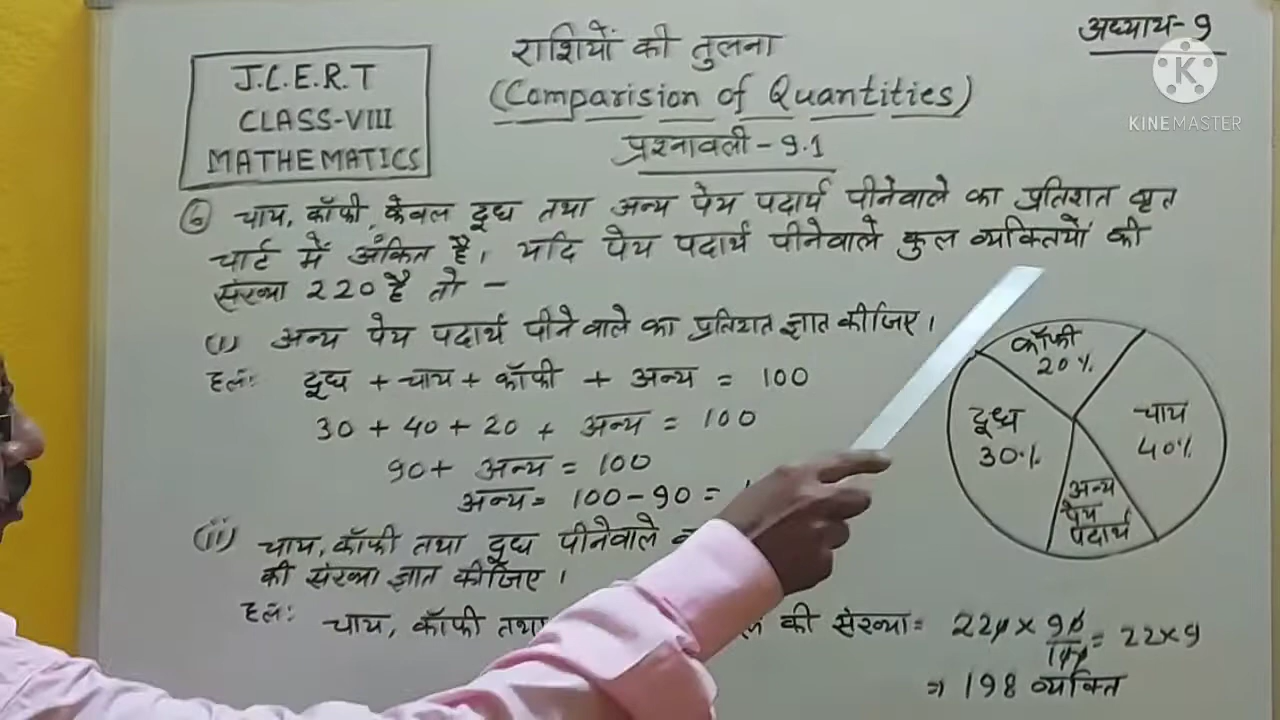 अध्याय-9
राशियों की तुलना
(Comparision of Quantities)
प्रश्नावली-9.1
J.C.E.R.T
CLASS-VIII
MATHEMATICS
KINEMASTER
⑥ चाय, कॉफी, केवल दूध तथा अन्य पेय पदार्थ पीनेवाले का प्रतिशत वृत
चार्ट में अंकित है। यदि पेय पदार्थ पीनेवाले कुल व्यक्तियों की
संख्या 220 है तो -
(i) अन्य पेय पदार्थ पीने वाले का प्रतिशत ज्ञात कीजिए।
हल: दूध + चाय + कॉफी + अन्य = 100
30 + 40 + 20 + अन्य = 100
90 + अन्य = 100
अन्य = 100 - 90 =
(ii) चाय, कॉफी तथा दूध पीनेवाले
की संख्या ज्ञात कीजिए।
हल: चाय, कॉफी तथा की संख्या = 220 × 90/100 = 22×9
⇒ 198 व्यक्ति
कॉफी
20%
चाय
40%
दूध
30%
अन्य
पेय
पदार्थ